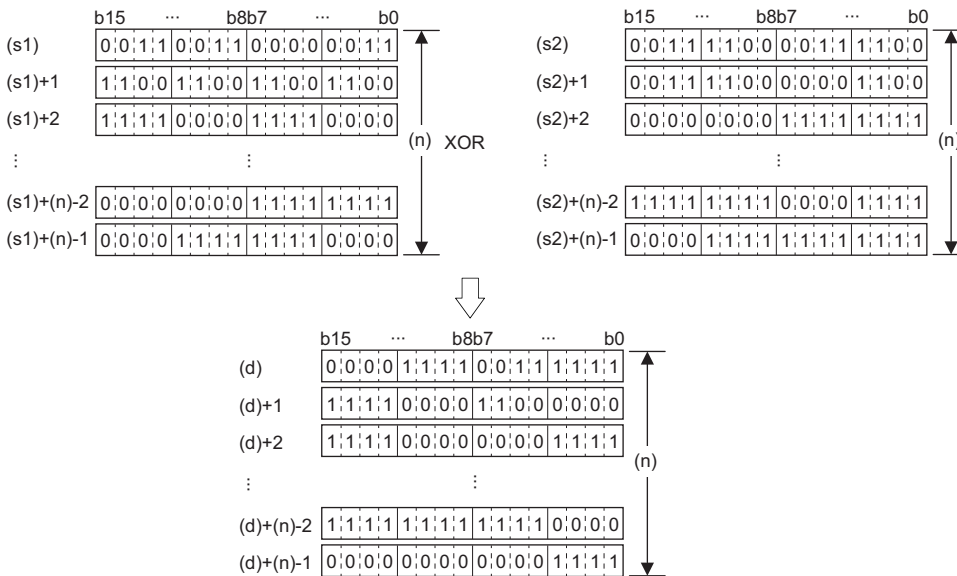 b15 ... b8b7 ... b0
(s1) 0 0 1 1 0 0 1 1 0 0 0 0 0 0 1 1
(s1)+1 1 1 0 0 1 1 0 0 1 1 0 0 1 1 0 0
(s1)+2 1 1 1 1 0 0 0 0 1 1 1 1 0 0 0 0
⋮ ⋮
(s1)+(n)-2 0 0 0 0 0 0 0 0 1 1 1 1 1 1 1 1
(s1)+(n)-1 0 0 0 0 1 1 1 1 1 1 1 1 0 0 0 0
(n)
XOR
b15 ... b8b7 ... b0
(s2) 0 0 1 1 1 1 0 0 0 0 1 1 1 1 0 0
(s2)+1 0 0 1 1 1 1 0 0 0 0 0 0 1 1 0 0
(s2)+2 0 0 0 0 0 0 0 0 1 1 1 1 1 1 1 1
⋮ ⋮
(s2)+(n)-2 1 1 1 1 1 1 1 1 0 0 0 0 1 1 1 1
(s2)+(n)-1 0 0 0 0 1 1 1 1 1 1 1 1 1 1 1 1
(n)
b15 ... b8b7 ... b0
(d) 0 0 0 0 1 1 1 1 0 0 1 1 1 1 1 1
(d)+1 1 1 1 1 0 0 0 0 1 1 0 0 0 0 0 0
(d)+2 1 1 1 1 0 0 0 0 0 0 0 0 1 1 1 1
⋮ ⋮
(d)+(n)-2 1 1 1 1 1 1 1 1 1 1 1 1 0 0 0 0
(d)+(n)-1 0 0 0 0 0 0 0 0 0 0 0 0 1 1 1 1
(n)